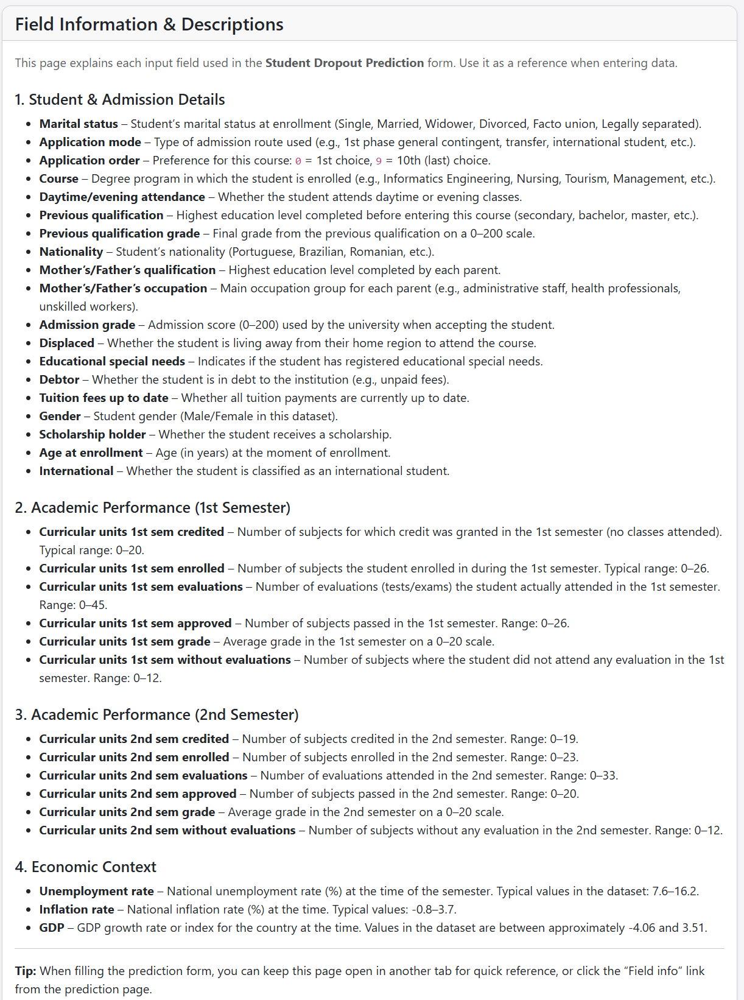 Field Information & Descriptions
This page explains each input field used in the Student Dropout Prediction form. Use it as a reference when entering data.
1. Student & Admission Details
• Marital status – Student’s marital status at enrollment (Single, Married, Widower, Divorced, Facto union, Legally separated).
• Application mode – Type of admission route used (e.g., 1st phase general contingent, transfer, international student, etc.).
• Application order – Preference for this course: 0 = 1st choice, 9 = 10th (last) choice.
• Course – Degree program in which the student is enrolled (e.g., Informatics Engineering, Nursing, Tourism, Management, etc.).
• Daytime/evening attendance – Whether the student attends daytime or evening classes.
• Previous qualification – Highest education level completed before entering this course (secondary, bachelor, master, etc.).
• Previous qualification grade – Final grade from the previous qualification on a 0–200 scale.
• Nationality – Student’s nationality (Portuguese, Brazilian, Romanian, etc.).
• Mother’s/Father’s qualification – Highest education level completed by each parent.
• Mother’s/Father’s occupation – Main occupation group for each parent (e.g., administrative staff, health professionals,
unskilled workers).
• Admission grade – Admission score (0–200) used by the university when accepting the student.
• Displaced – Whether the student is living away from their home region to attend the course.
• Educational special needs – Indicates if the student has registered educational special needs.
• Debtor – Whether the student is in debt to the institution (e.g., unpaid fees).
• Tuition fees up to date – Whether all tuition payments are currently up to date.
• Gender – Student gender (Male/Female in this dataset).
• Scholarship holder – Whether the student receives a scholarship.
• Age at enrollment – Age (in years) at the moment of enrollment.
• International – Whether the student is classified as an international student.
2. Academic Performance (1st Semester)
• Curricular units 1st sem credited – Number of subjects for which credit was granted in the 1st semester (no classes attended).
Typical range: 0–20.
• Curricular units 1st sem enrolled – Number of subjects the student enrolled in during the 1st semester. Typical range: 0–26.
• Curricular units 1st sem evaluations – Number of evaluations (tests/exams) the student actually attended in the 1st semester.
Range: 0–45.
• Curricular units 1st sem approved – Number of subjects passed in the 1st semester. Range: 0–26.
• Curricular units 1st sem grade – Average grade in the 1st semester on a 0–20 scale.
• Curricular units 1st sem without evaluations – Number of subjects where the student did not attend any evaluation in the 1st
semester. Range: 0–12.
3. Academic Performance (2nd Semester)
• Curricular units 2nd sem credited – Number of subjects credited in the 2nd semester. Range: 0–19.
• Curricular units 2nd sem enrolled – Number of subjects enrolled in the 2nd semester. Range: 0–23.
• Curricular units 2nd sem evaluations – Number of evaluations attended in the 2nd semester. Range: 0–33.
• Curricular units 2nd sem approved – Number of subjects passed in the 2nd semester. Range: 0–20.
• Curricular units 2nd sem grade – Average grade in the 2nd semester on a 0–20 scale.
• Curricular units 2nd sem without evaluations – Number of subjects without any evaluation in the 2nd semester. Range: 0–12.
4. Economic Context
• Unemployment rate – National unemployment rate (%) at the time of the semester. Typical values in the dataset: 7.6–16.2.
• Inflation rate – National inflation rate (%) at the time. Typical values: -0.8–3.7.
• GDP – GDP growth rate or index for the country at the time. Values in the dataset are between approximately -4.06 and 3.51.
Tip: When filling the prediction form, you can keep this page open in another tab for quick reference, or click the “Field info” link
from the prediction page.